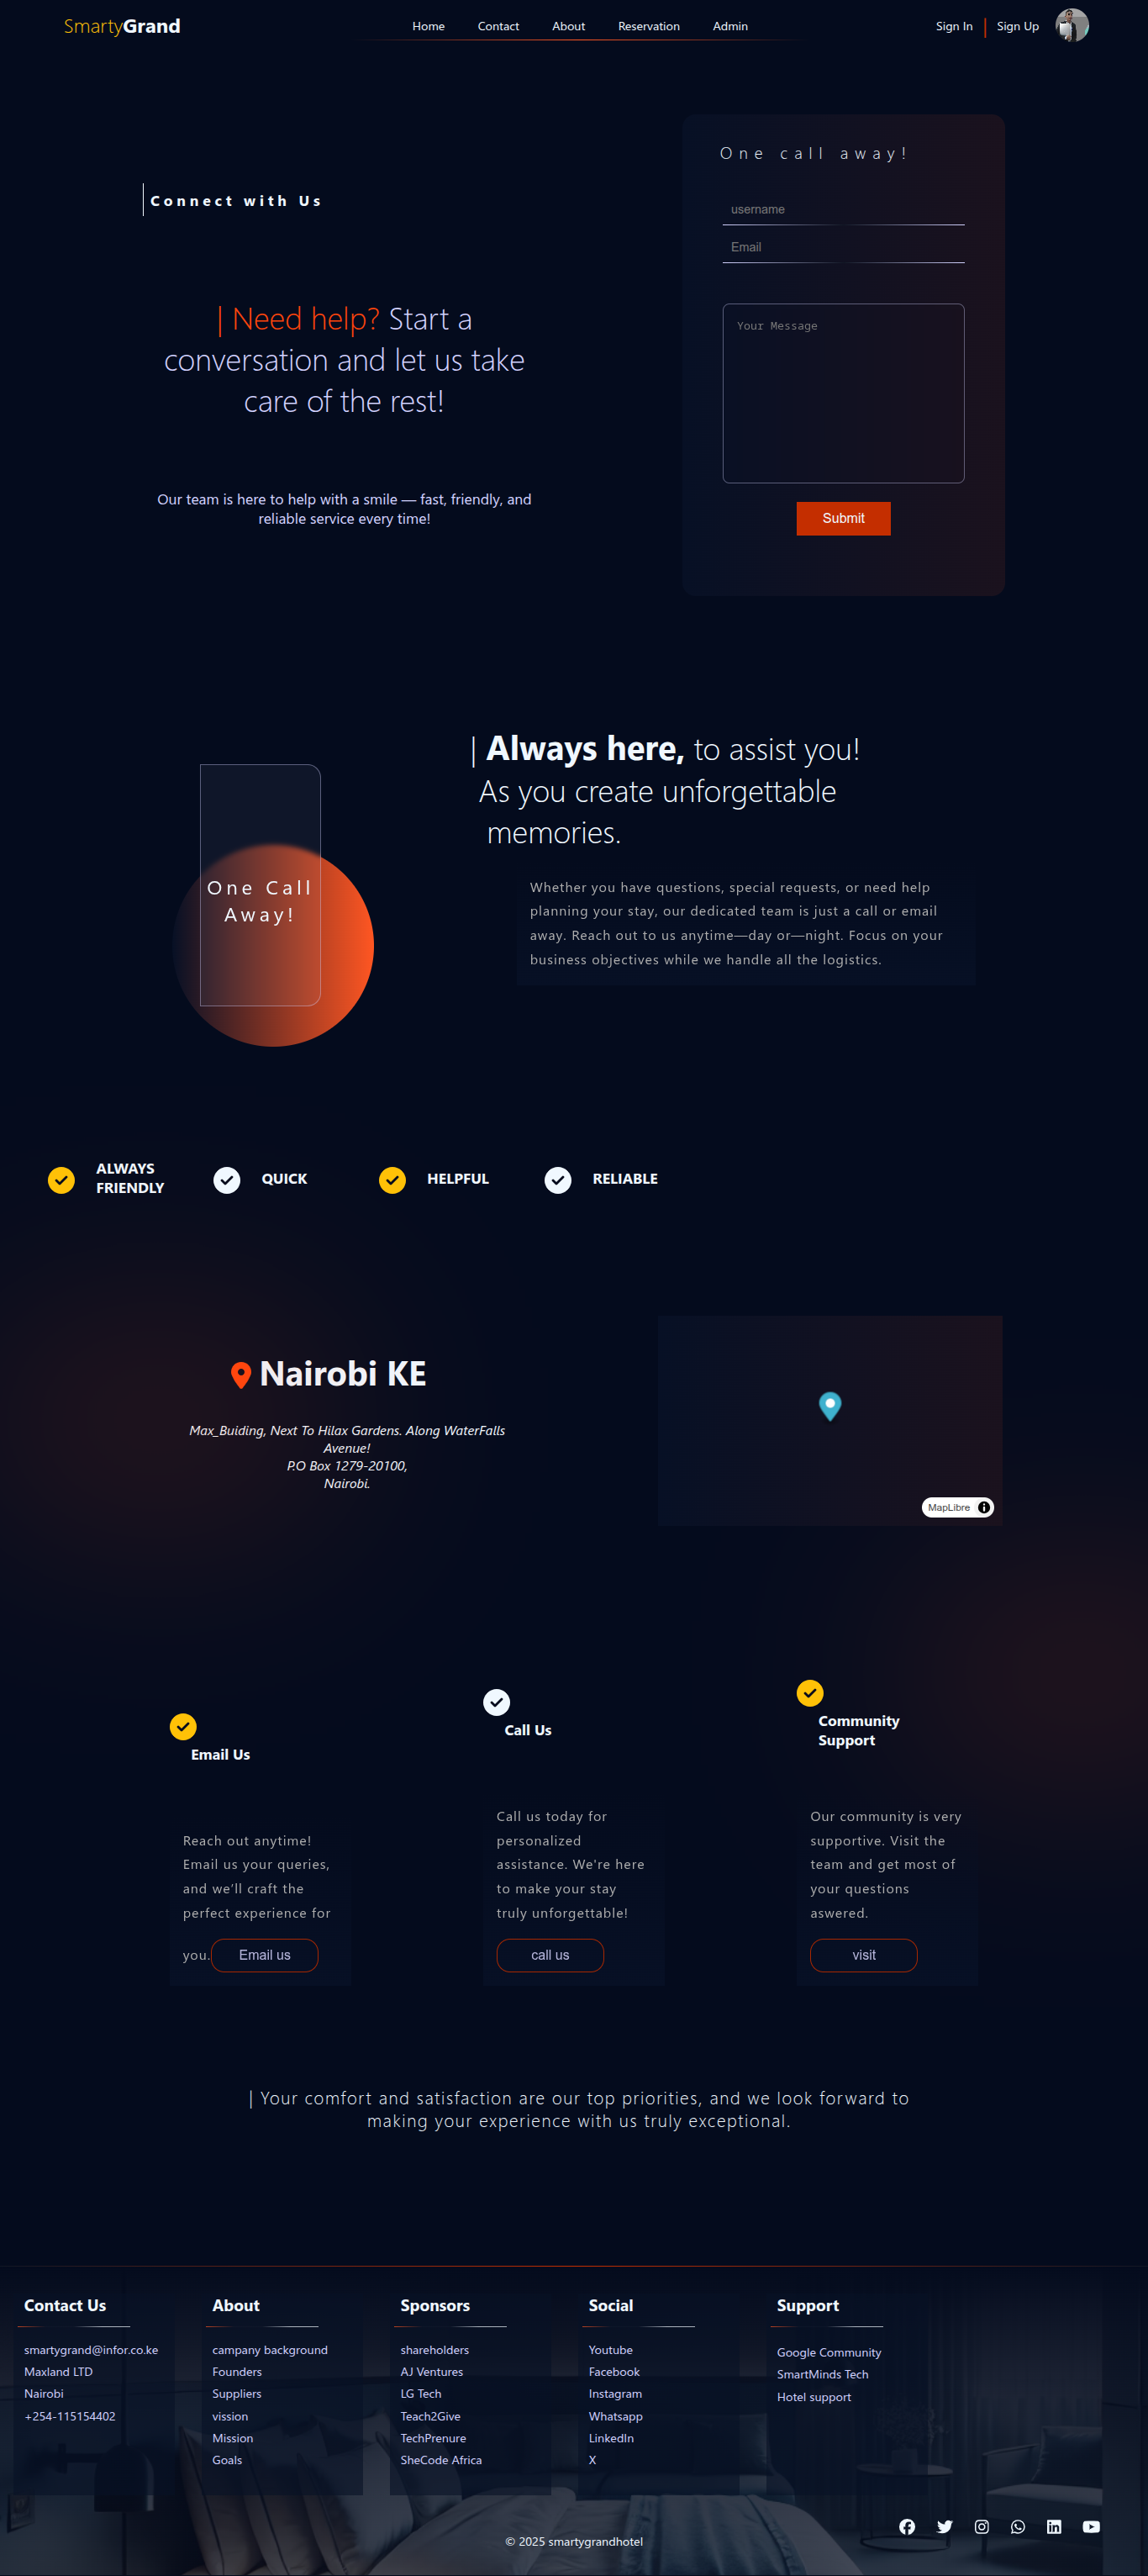 SmartyGrand
Home Contact About Reservation Admin
Sign In Sign Up
Connect with Us
| Need help? Start a
conversation and let us take
care of the rest!
Our team is here to help with a smile — fast, friendly, and
reliable service every time!
One call away!
username
Email
Your Message
Submit
One Call
Away!
| Always here, to assist you!
As you create unforgettable
memories.
Whether you have questions, special requests, or need help
planning your stay, our dedicated team is just a call or email
away. Reach out to us anytime—day or—night. Focus on your
business objectives while we handle all the logistics.
ALWAYS
FRIENDLY
QUICK
HELPFUL
RELIABLE
Nairobi KE
Max_Buiding, Next To Hilax Gardens. Along WaterFalls
Avenue!
P.O Box 1279-20100,
Nairobi.
MapLibre
Email Us
Reach out anytime!
Email us your queries,
and we’ll craft the
perfect experience for
you. Email us
Call Us
Call us today for
personalized
assistance. We're here
to make your stay
truly unforgettable!
call us
Community
Support
Our community is very
supportive. Visit the
team and get most of
your questions
aswered.
visit
| Your comfort and satisfaction are our top priorities, and we look forward to
making your experience with us truly exceptional.
Contact Us
smartygrand@infor.co.ke
Maxland LTD
Nairobi
+254-115154402
About
campany background
Founders
Suppliers
vission
Mission
Goals
Sponsors
shareholders
AJ Ventures
LG Tech
Teach2Give
TechPrenure
SheCode Africa
Social
Youtube
Facebook
Instagram
Whatsapp
LinkedIn
X
Support
Google Community
SmartMinds Tech
Hotel support
© 2025 smartygrandhotel